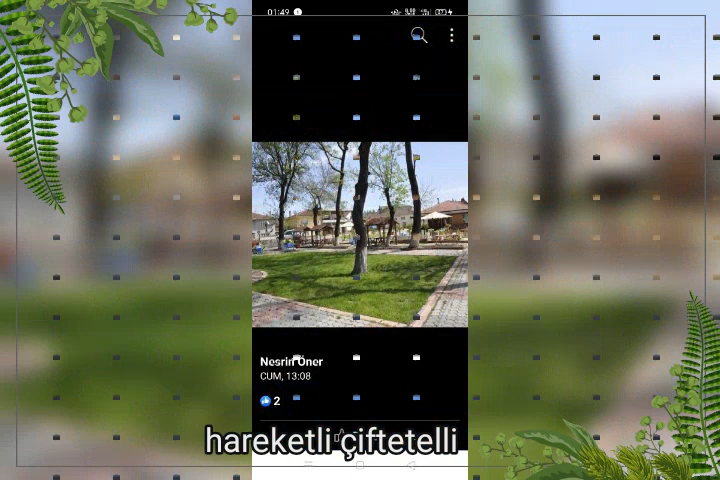 01:49
Nesrin Öner
CUM, 13:08
2
hareketli çiftetelli